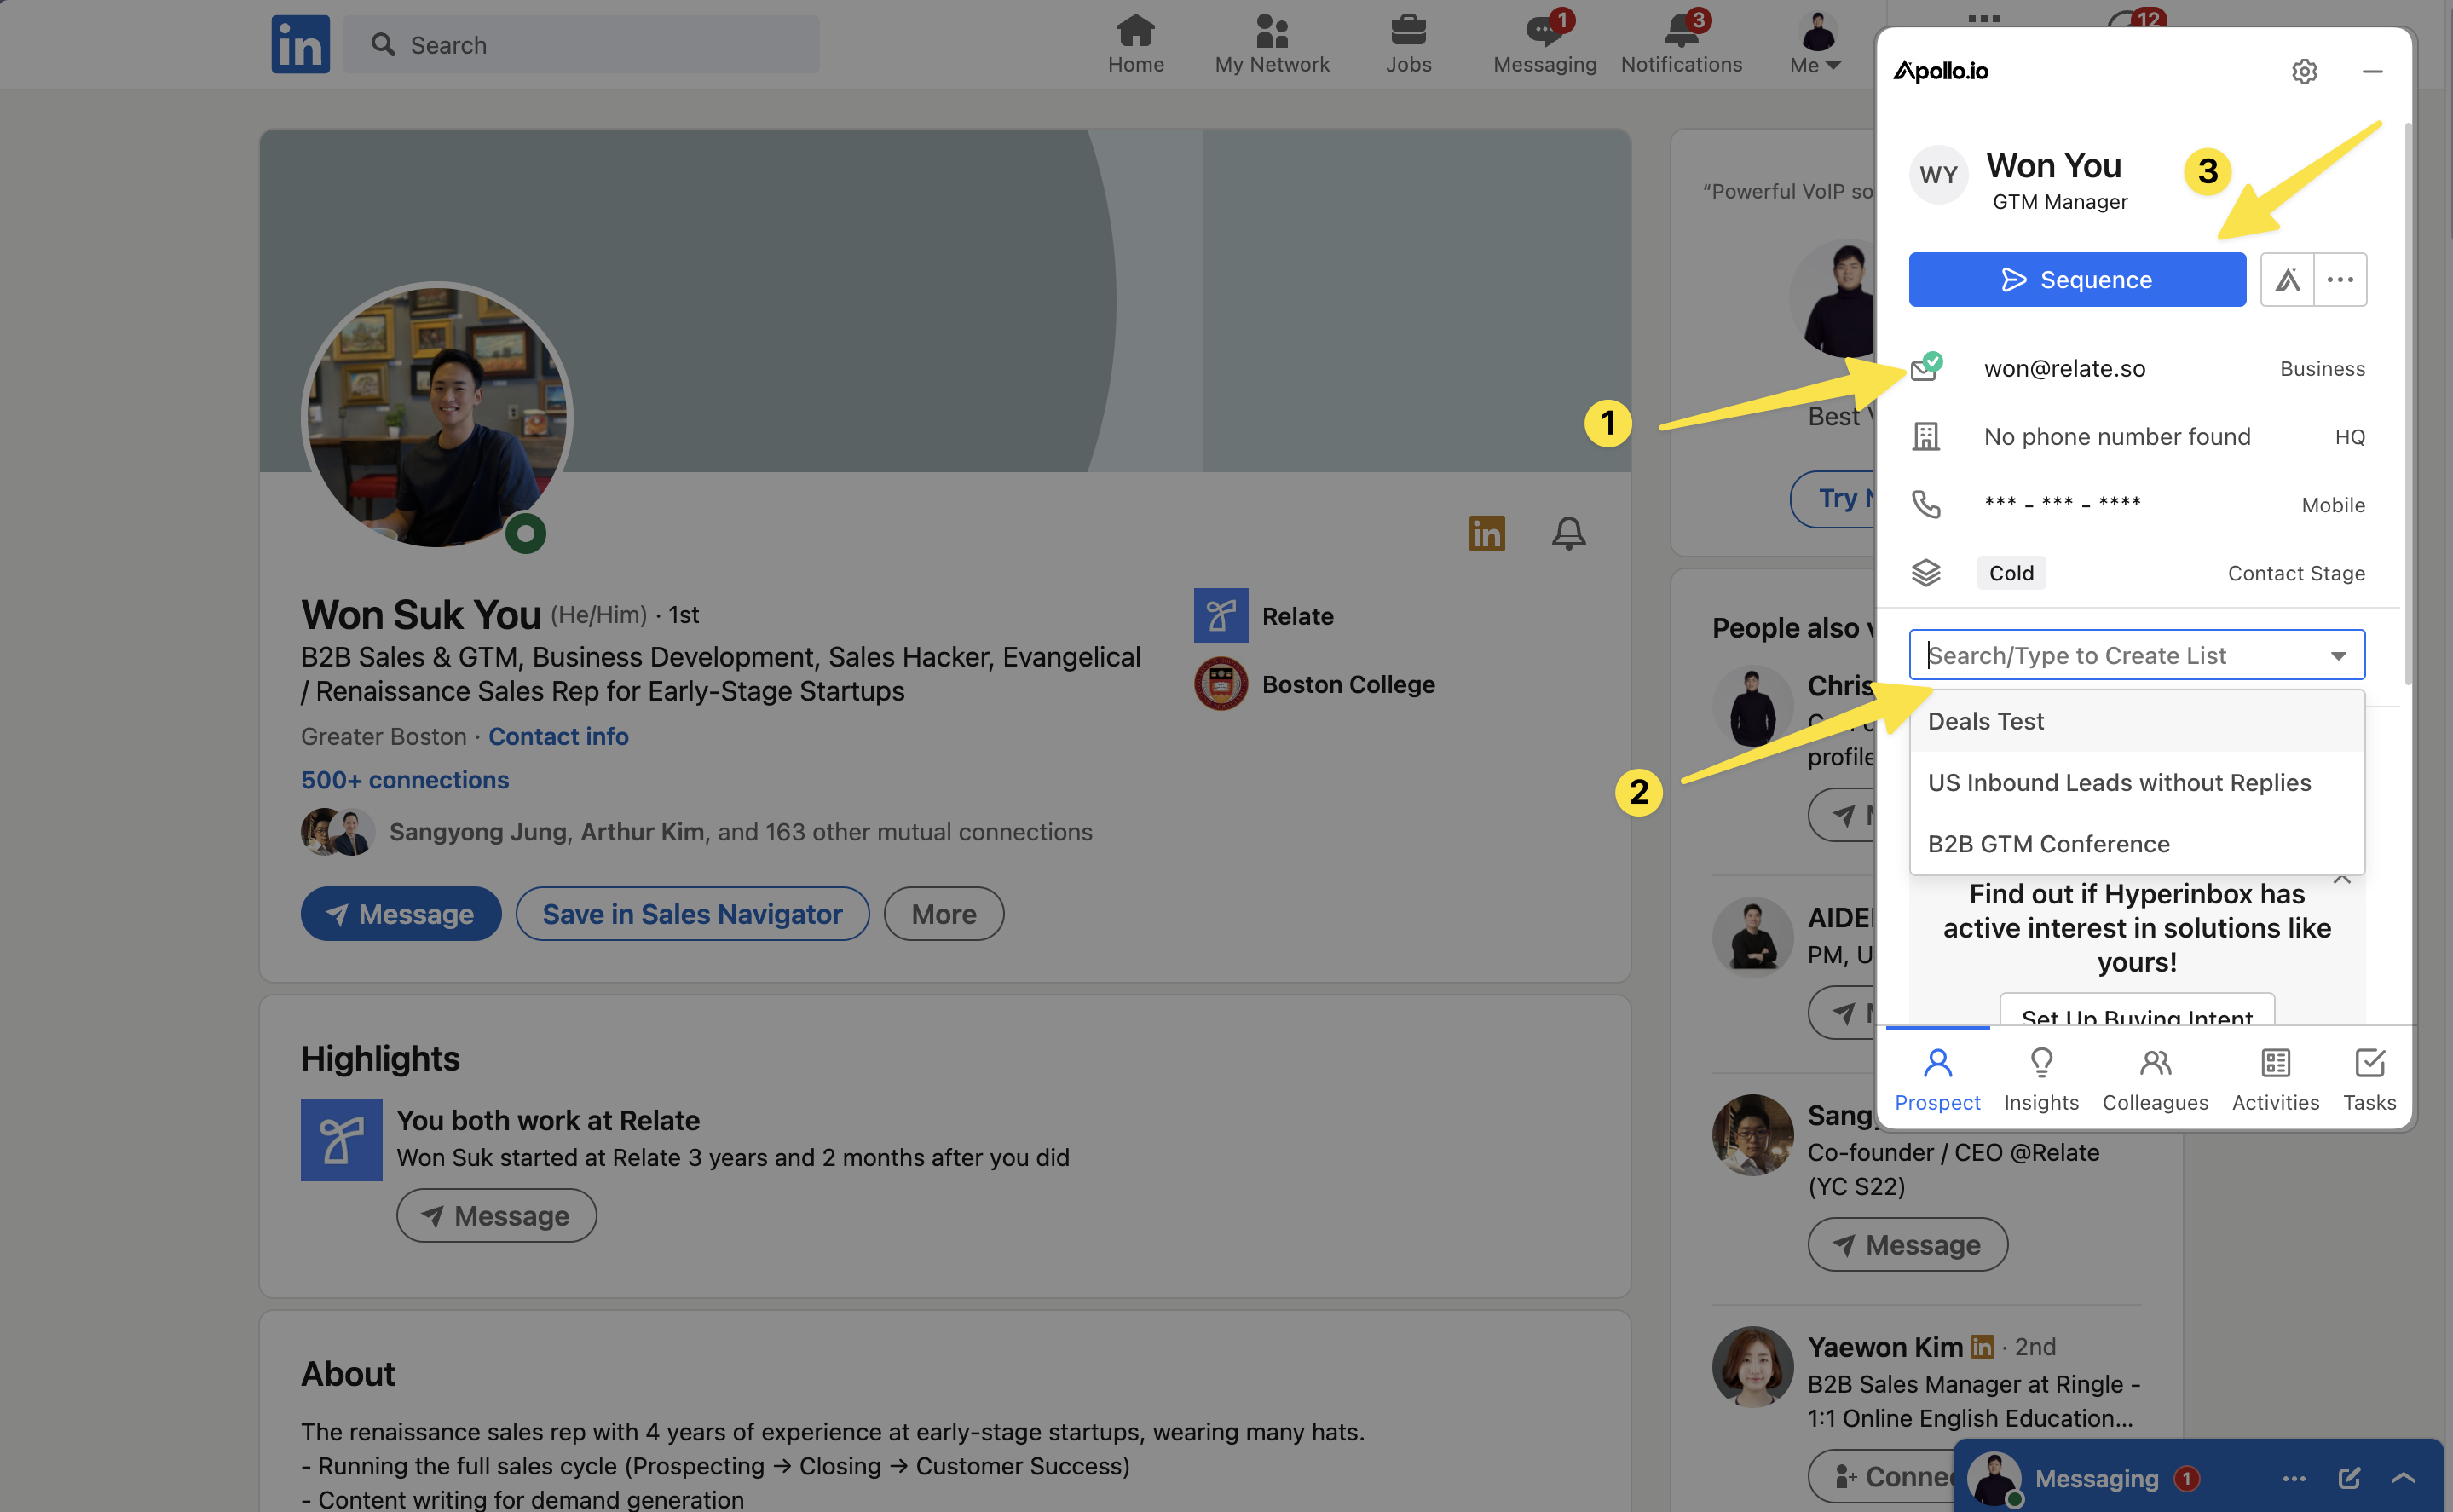 in
Search
Home
My Network
Jobs
1
Messaging
3
Notifications
Me
12
Won Suk You (He/Him) · 1st
B2B Sales & GTM, Business Development, Sales Hacker, Evangelical
/ Renaissance Sales Rep for Early-Stage Startups
Greater Boston · Contact info
500+ connections
Sangyong Jung, Arthur Kim, and 163 other mutual connections
Message
Save in Sales Navigator
More
in
Relate
Boston College
Highlights
You both work at Relate
Won Suk started at Relate 3 years and 2 months after you did
Message
About
The renaissance sales rep with 4 years of experience at early-stage startups, wearing many hats.
- Running the full sales cycle (Prospecting → Closing → Customer Success)
- Content writing for demand generation
“Powerful VoIP so
Best
Try
People also
Chris
profile
AIDE
PM, U
Sang
Co-founder / CEO @Relate
(YC S22)
Message
Yaewon Kim in · 2nd
B2B Sales Manager at Ringle -
1:1 Online English Education...
Connec
Messaging 1
1
2
3
Apollo.io
WY
Won You
GTM Manager
Sequence
won@relate.so
Business
No phone number found
HQ
*** - *** - ****
Mobile
Cold
Contact Stage
Search/Type to Create List
Deals Test
US Inbound Leads without Replies
B2B GTM Conference
Find out if Hyperinbox has
active interest in solutions like
yours!
Set Up Buying Intent
Prospect
Insights
Colleagues
Activities
Tasks